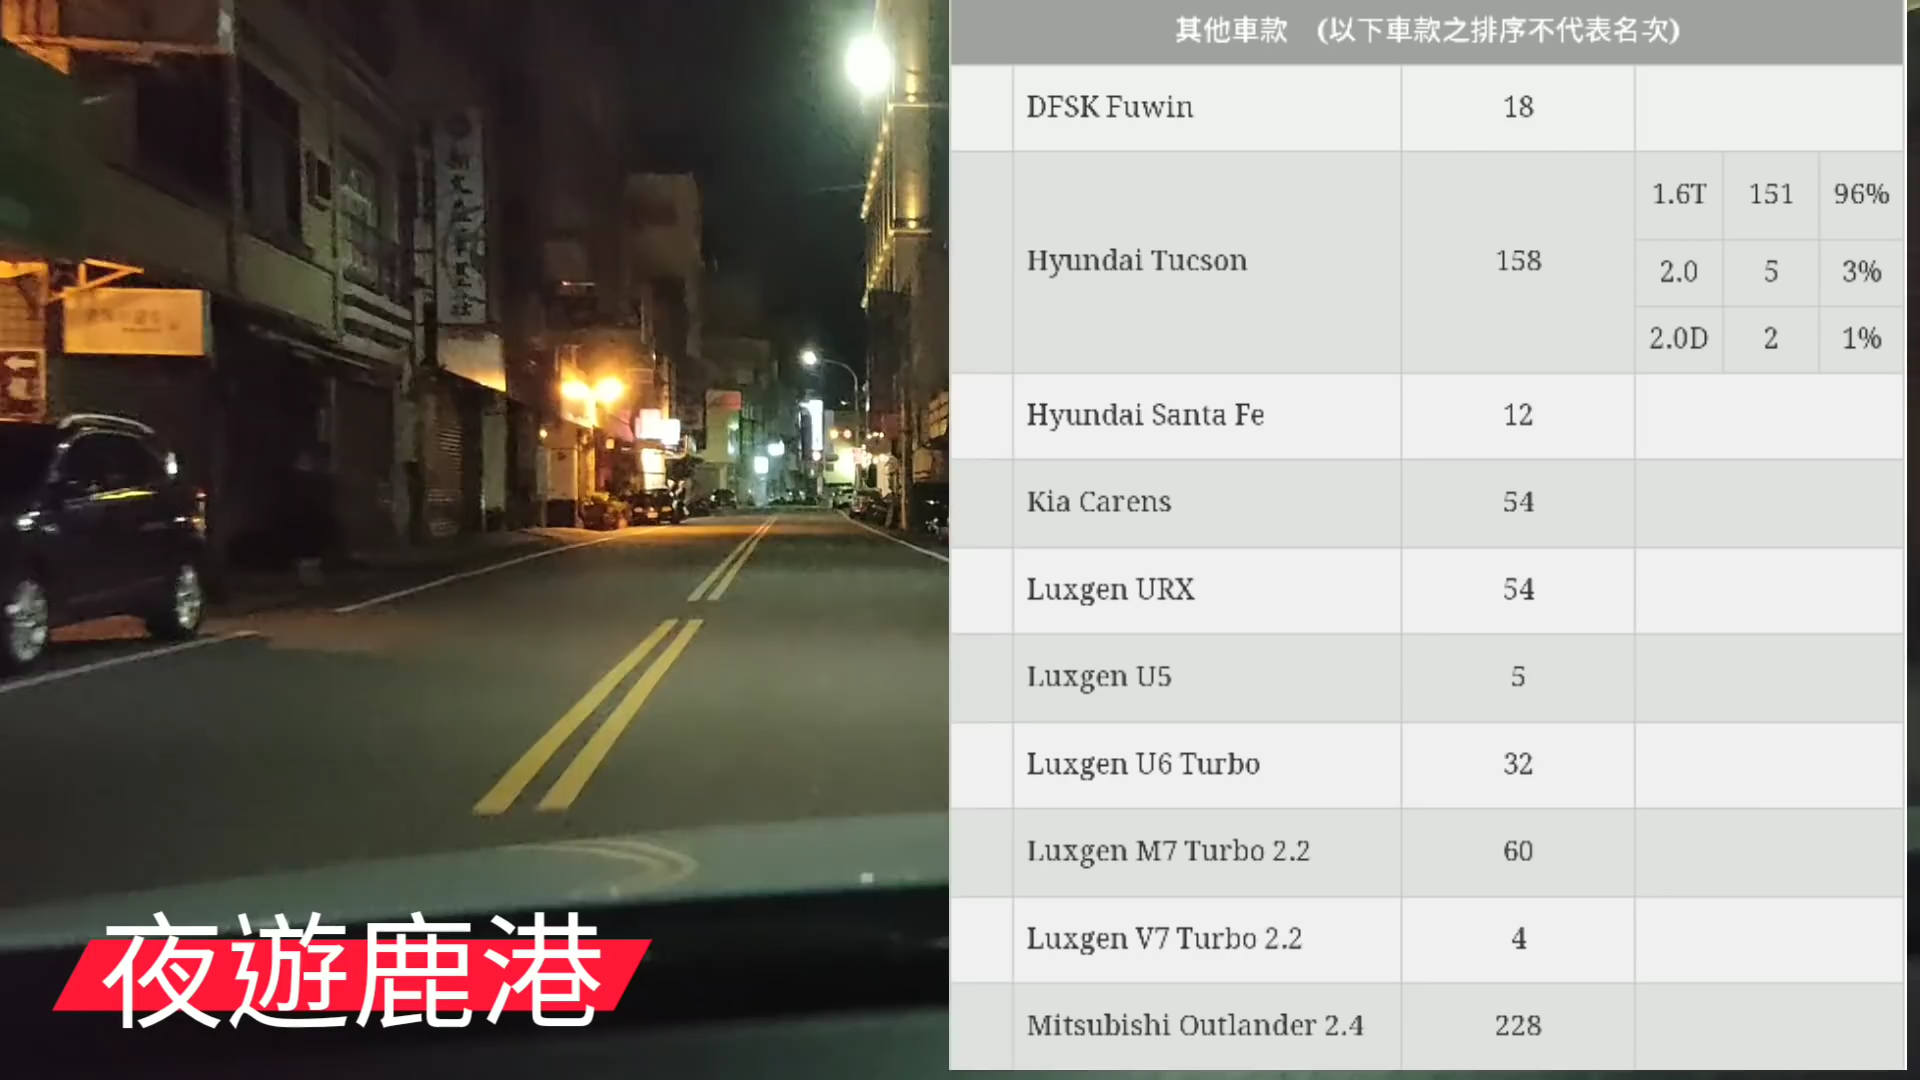 夜遊鹿港
其他車款 (以下車款之排序不代表名次)
DFSK Fuwin 18
Hyundai Tucson 158
1.6T 151 96%
2.0 5 3%
2.0D 2 1%
Hyundai Santa Fe 12
Kia Carens 54
Luxgen URX 54
Luxgen U5 5
Luxgen U6 Turbo 32
Luxgen M7 Turbo 2.2 60
Luxgen V7 Turbo 2.2 4
Mitsubishi Outlander 2.4 228